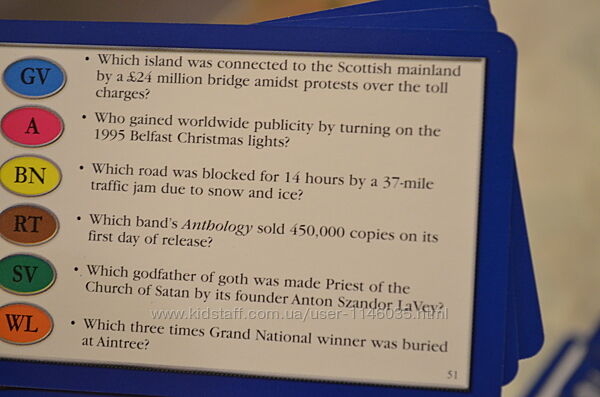 GV
• Which island was connected to the Scottish mainland
by a £24 million bridge amidst protests over the toll
charges?
A
• Who gained worldwide publicity by turning on the
1995 Belfast Christmas lights?
BN
• Which road was blocked for 14 hours by a 37-mile
traffic jam due to snow and ice?
RT
• Which band's Anthology sold 450,000 copies on its
first day of release?
SV
• Which godfather of goth was made Priest of the
Church of Satan by its founder Anton Szandor LaVey?
www.kidstaff.com.ua/user-1146035.html
WL
• Which three times Grand National winner was buried
at Aintree?
51